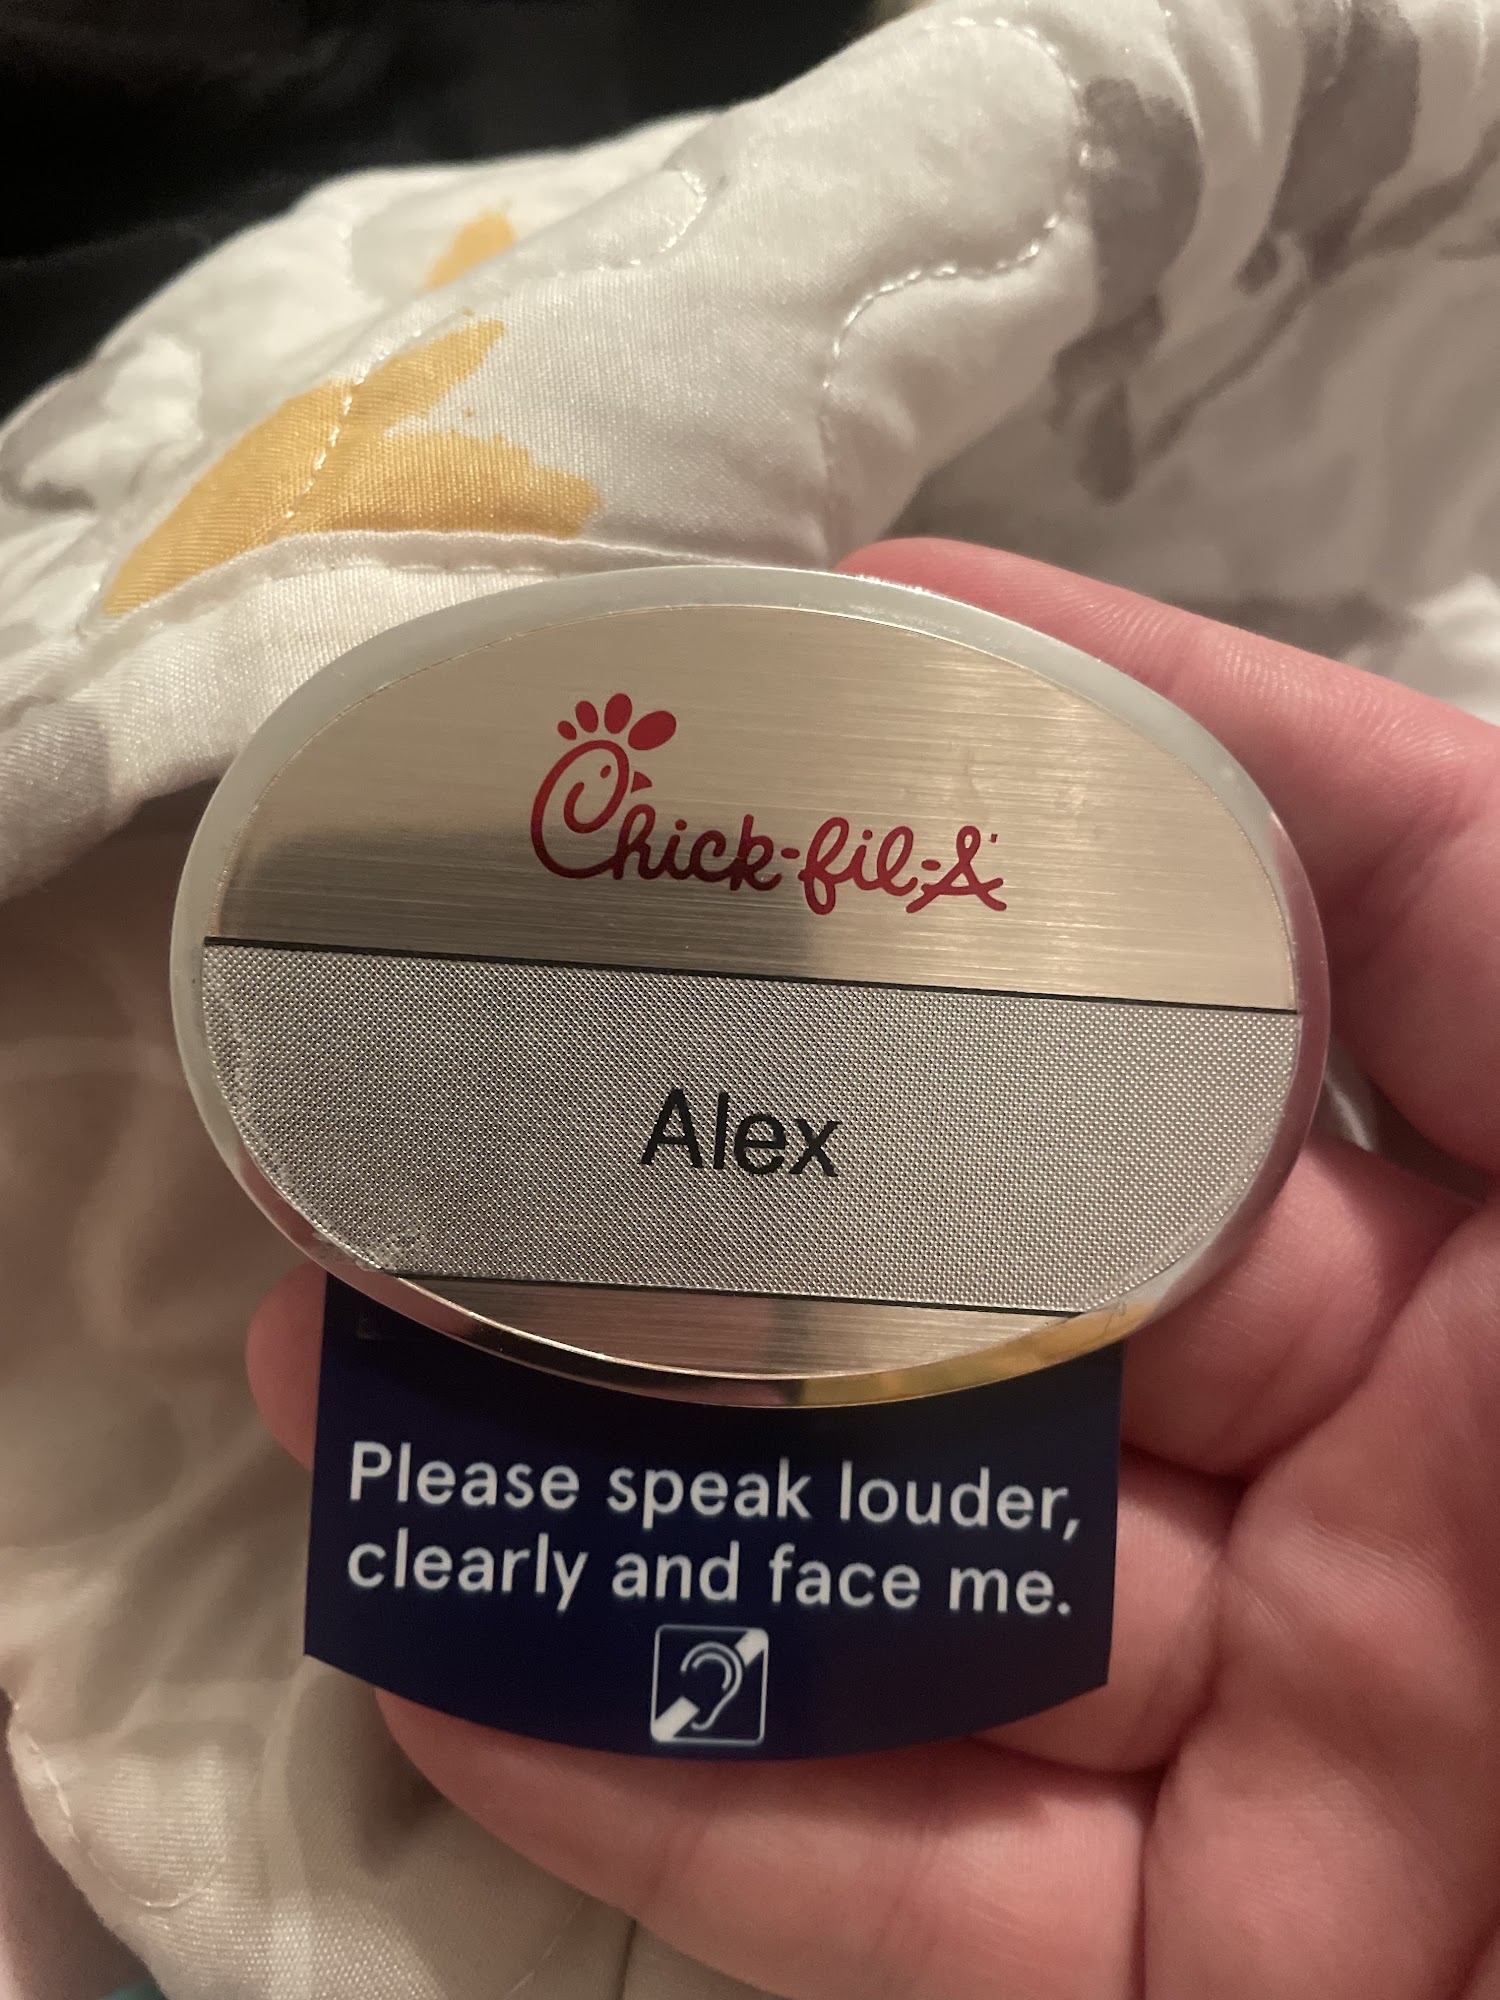 Chick-fil-A
Alex
Please speak louder,
clearly and face me.